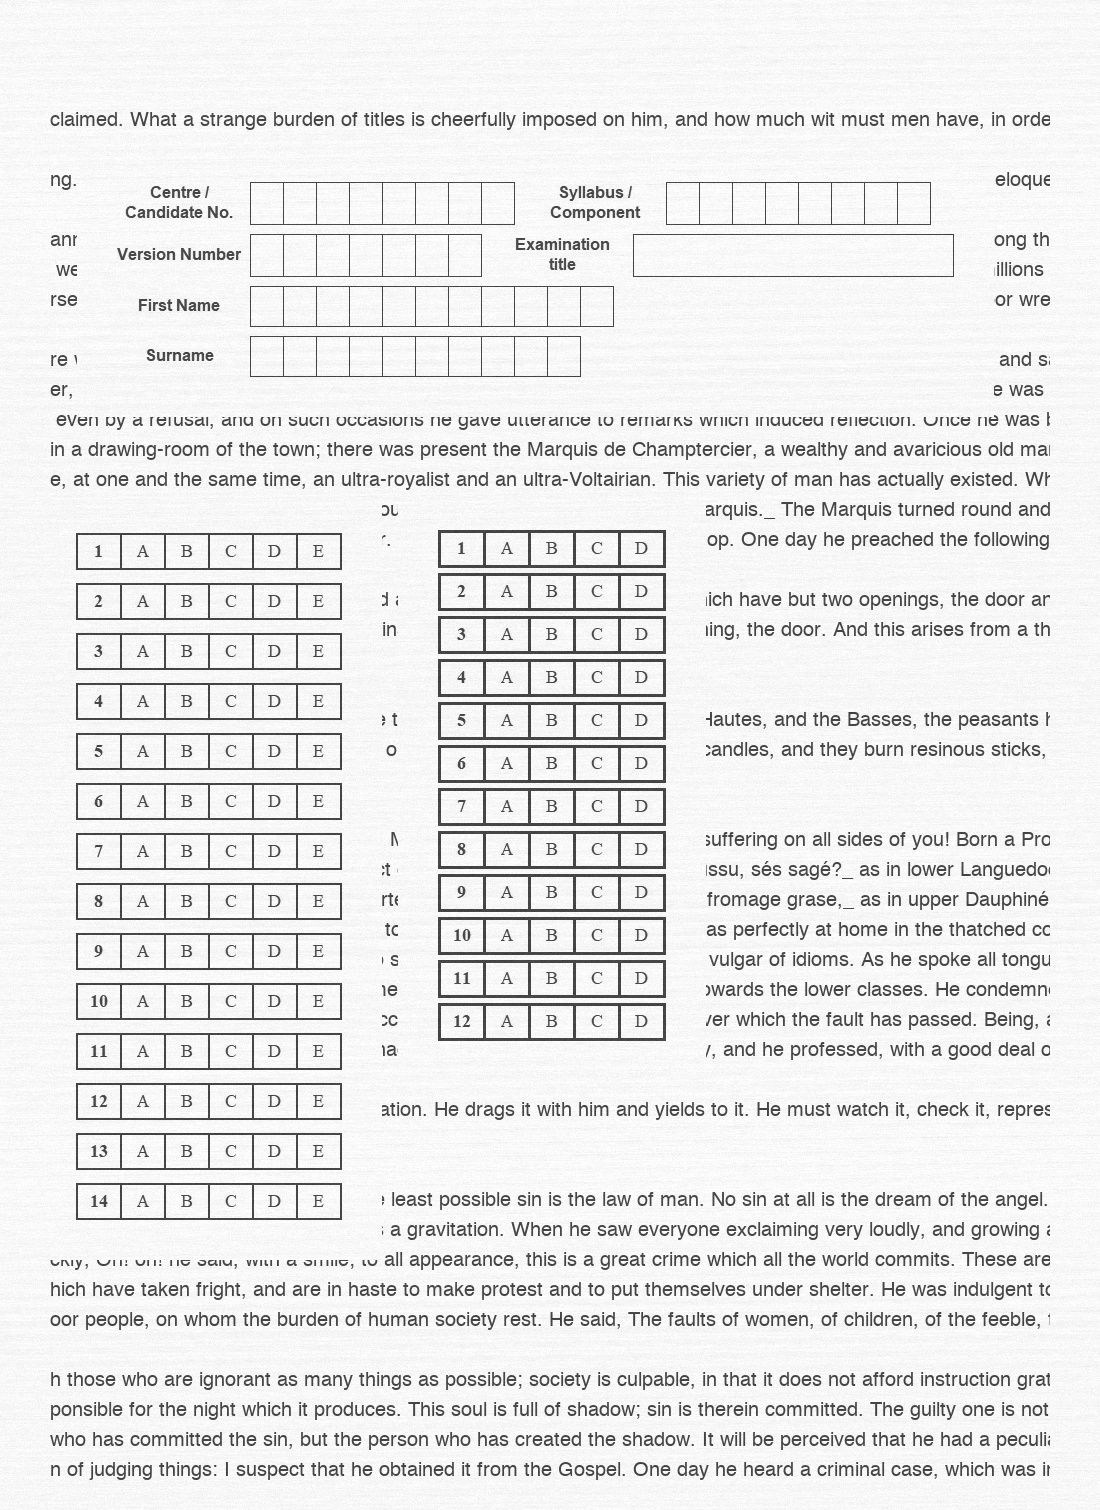 claimed. What a strange burden of titles is cheerfully imposed on him, and how much wit must men have, in orde
ng. eloque
Centre / Syllabus /
Candidate No. Component
ann ong th
Version Number Examination title
we illions
rse or wre
First Name
Surname
re and sa
er, e was
even by a refusal, and on such occasions he gave utterance to remarks which induced reflection. Once he was b
in a drawing-room of the town; there was present the Marquis de Champtercier, a wealthy and avaricious old mar
e, at one and the same time, an ultra-royalist and an ultra-Voltairian. This variety of man has actually existed. Wh
ou arquis._ The Marquis turned round and
r. op. One day he preached the following
1 A B C D E
2 A B C D E
3 A B C D E
4 A B C D E
5 A B C D E
6 A B C D E
7 A B C D E
8 A B C D E
9 A B C D E
10 A B C D E
11 A B C D E
12 A B C D E
13 A B C D E
14 A B C D E
1 A B C D
2 A B C D
3 A B C D
4 A B C D
5 A B C D
6 A B C D
7 A B C D
8 A B C D
9 A B C D
10 A B C D
11 A B C D
12 A B C D
d a ich have but two openings, the door an
in ning, the door. And this arises from a th
e t Hautes, and the Basses, the peasants h
o candles, and they burn resinous sticks,
M suffering on all sides of you! Born a Pro
ct ussu, sés sagé?_ as in lower Languedoc
rte fromage grase,_ as in upper Dauphiné
to as perfectly at home in the thatched co
s vulgar of idioms. As he spoke all tongu
ne owards the lower classes. He condemne
cc ver which the fault has passed. Being, a
na y, and he professed, with a good deal o
ation. He drags it with him and yields to it. He must watch it, check it, repres
e least possible sin is the law of man. No sin at all is the dream of the angel.
s a gravitation. When he saw everyone exclaiming very loudly, and growing a
ckly, Oh! oh! he said, with a smile, to all appearance, this is a great crime which all the world commits. These are
hich have taken fright, and are in haste to make protest and to put themselves under shelter. He was indulgent to
oor people, on whom the burden of human society rest. He said, The faults of women, of children, of the feeble, t
h those who are ignorant as many things as possible; society is culpable, in that it does not afford instruction grat
ponsible for the night which it produces. This soul is full of shadow; sin is therein committed. The guilty one is not
who has committed the sin, but the person who has created the shadow. It will be perceived that he had a peculia
n of judging things: I suspect that he obtained it from the Gospel. One day he heard a criminal case, which was in